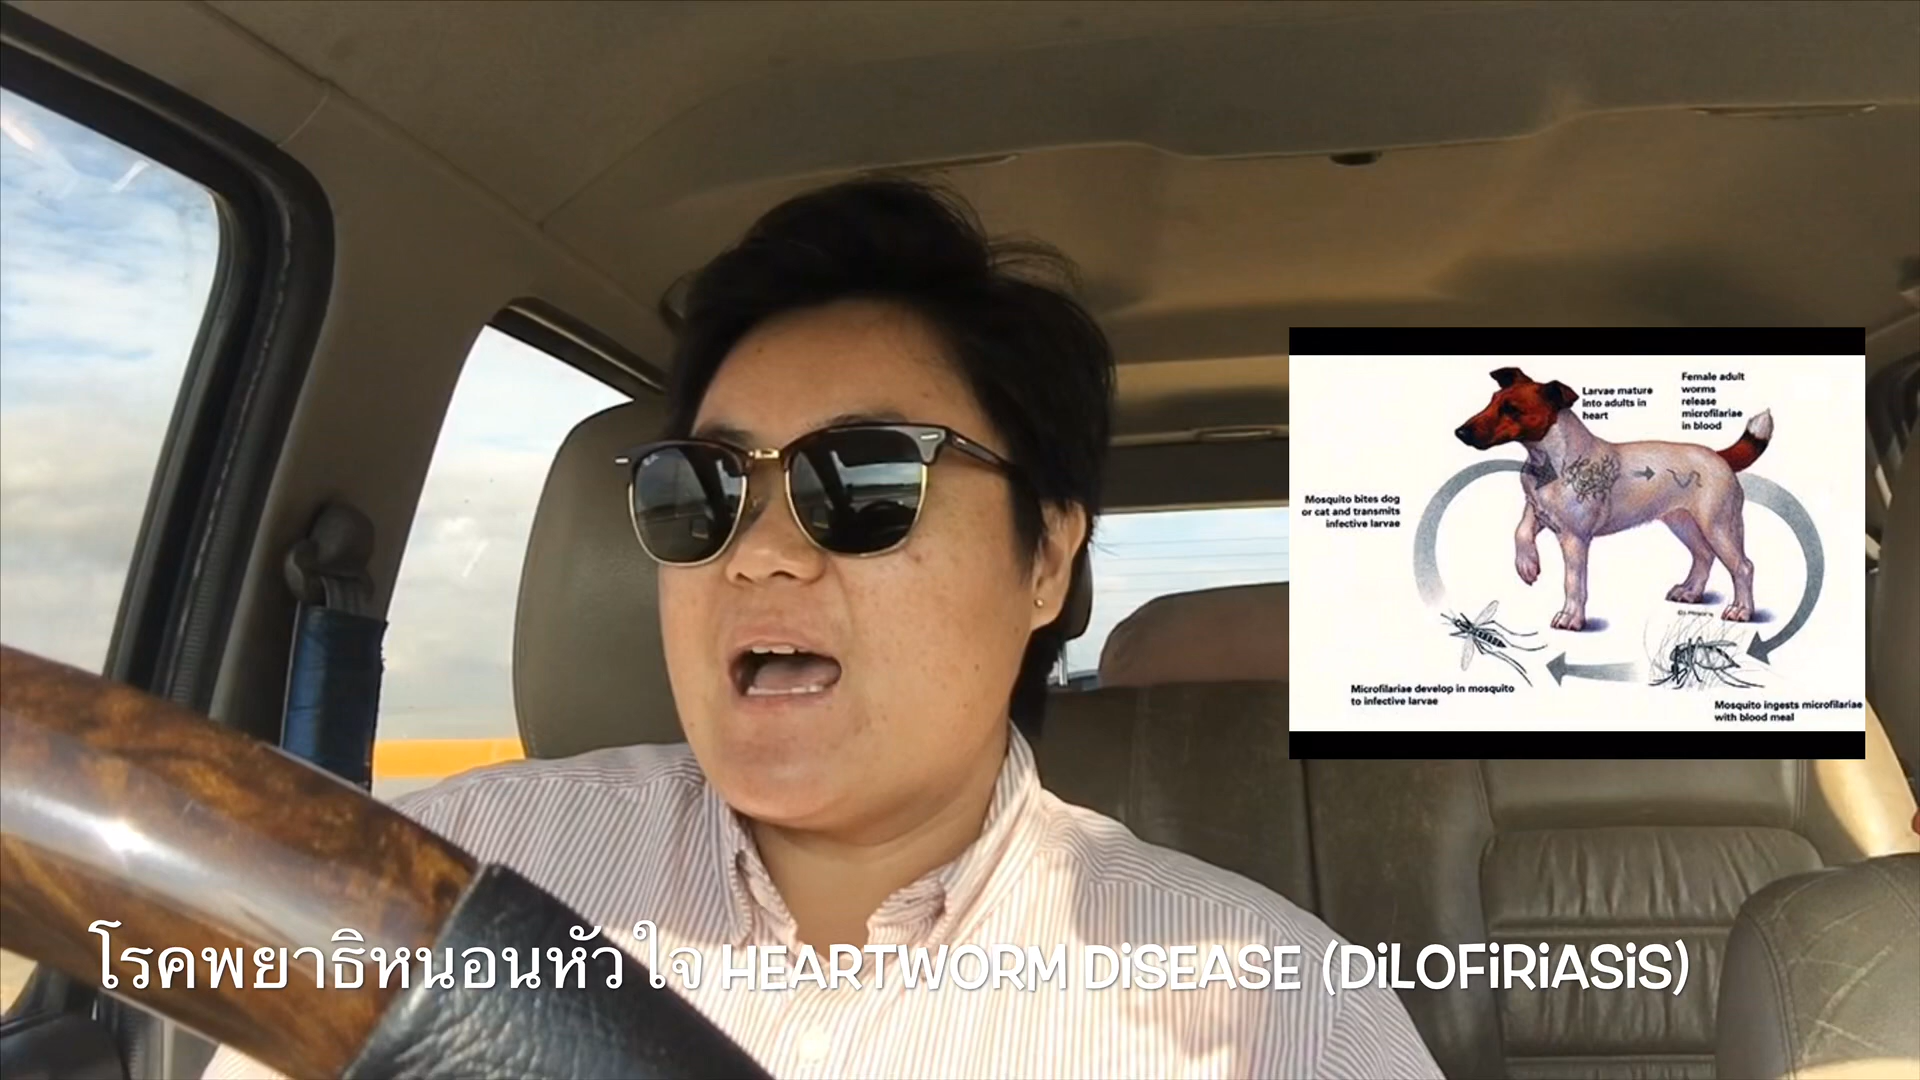 Larvae mature
into adults in
heart
Female adult
worms
release
microfilariae
in blood
Mosquito bites dog
or cat and transmits
infective larvae
Microfilariae develop in mosquito
to infective larvae
Mosquito ingests microfilariae
with blood meal
โรคพยาธิหนอนหัวใจ HEARTWORM DiSEASE (DiLOFiRiASiS)